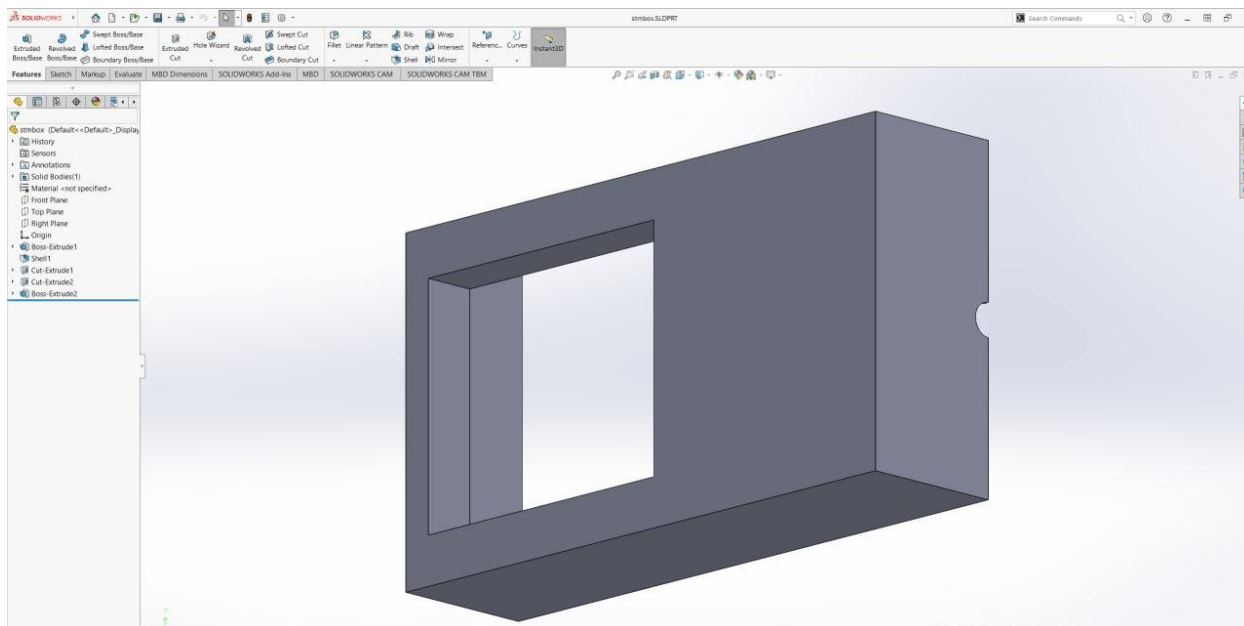 SOLIDWORKS
stmbox.SLDPRT
Search Commands
Extruded Boss/Base
Revolved Boss/Base
Swept Boss/Base
Lofted Boss/Base
Boundary Boss/Base
Extruded Cut
Hole Wizard
Revolved Cut
Swept Cut
Lofted Cut
Boundary Cut
Fillet
Linear Pattern
Rib
Draft
Shell
Wrap
Intersect
Mirror
Referenc...
Curves
Instant3D
Features Sketch Markup Evaluate MBD Dimensions SOLIDWORKS Add-Ins MBD SOLIDWORKS CAM SOLIDWORKS CAM TBM
stmbox (Default<<Default>_Display
History
Sensors
Annotations
Solid Bodies(1)
Material <not specified>
Front Plane
Top Plane
Right Plane
Origin
Boss-Extrude1
Shell1
Cut-Extrude1
Cut-Extrude2
Boss-Extrude2